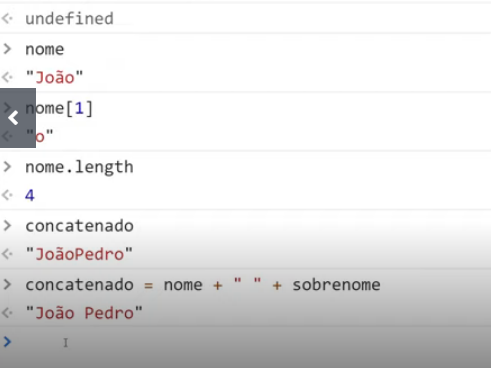 undefined
> nome
"João"
> nome[1]
"o"
> nome.length
4
> concatenado
"JoãoPedro"
> concatenado = nome + " " + sobrenome
"João Pedro"
>